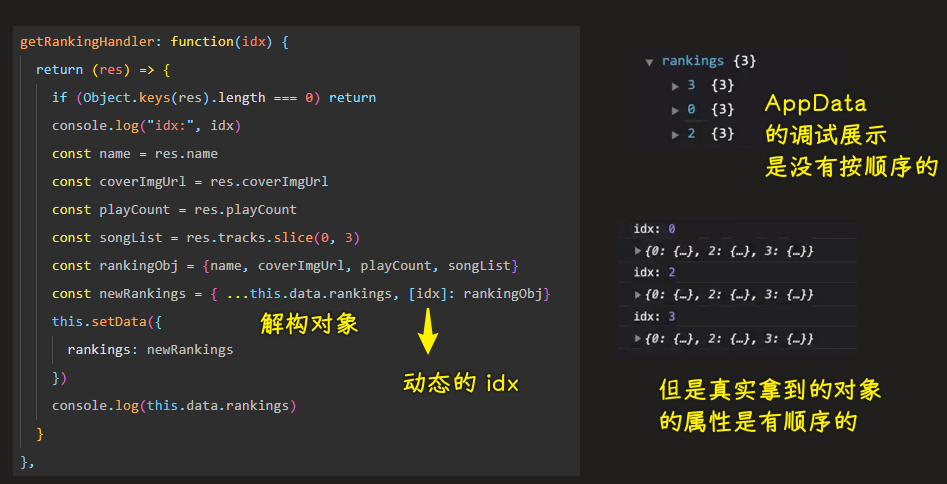 getRankingHandler: function(idx) {
return (res) => {
if (Object.keys(res).length === 0) return
console.log("idx:", idx)
const name = res.name
const coverImgUrl = res.coverImgUrl
const playCount = res.playCount
const songList = res.tracks.slice(0, 3)
const rankingObj = {name, coverImgUrl, playCount, songList}
const newRankings = { ...this.data.rankings, [idx]: rankingObj}
this.setData({
解构对象
rankings: newRankings
})
动态的 idx
console.log(this.data.rankings)
}
},
rankings {3}
3 {3}
0 {3}
2 {3}
AppData
的调试展示
是没有按顺序的
idx: 0
{0: {…}, 2: {…}, 3: {…}}
idx: 2
{0: {…}, 2: {…}, 3: {…}}
idx: 3
{0: {…}, 2: {…}, 3: {…}}
但是真实拿到的对象
的属性是有顺序的